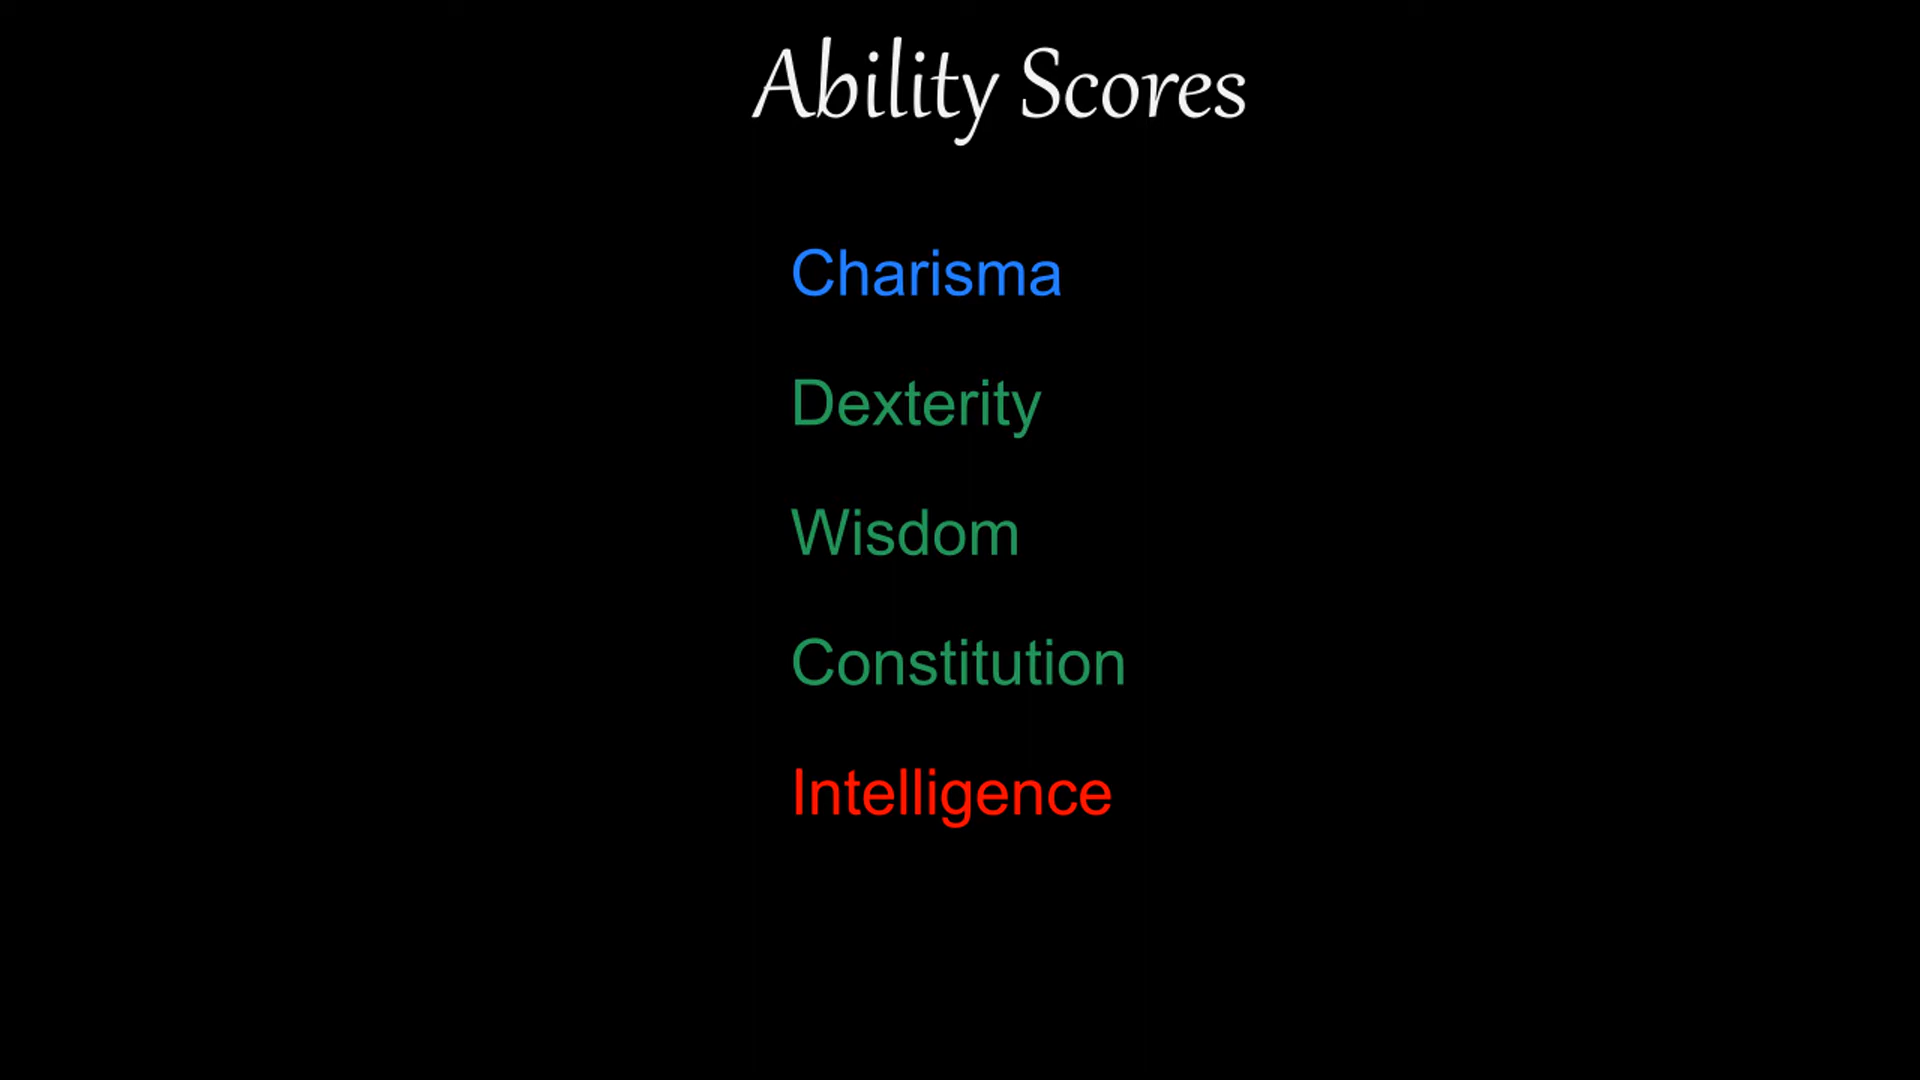 Ability Scores
Charisma
Dexterity
Wisdom
Constitution
Intelligence